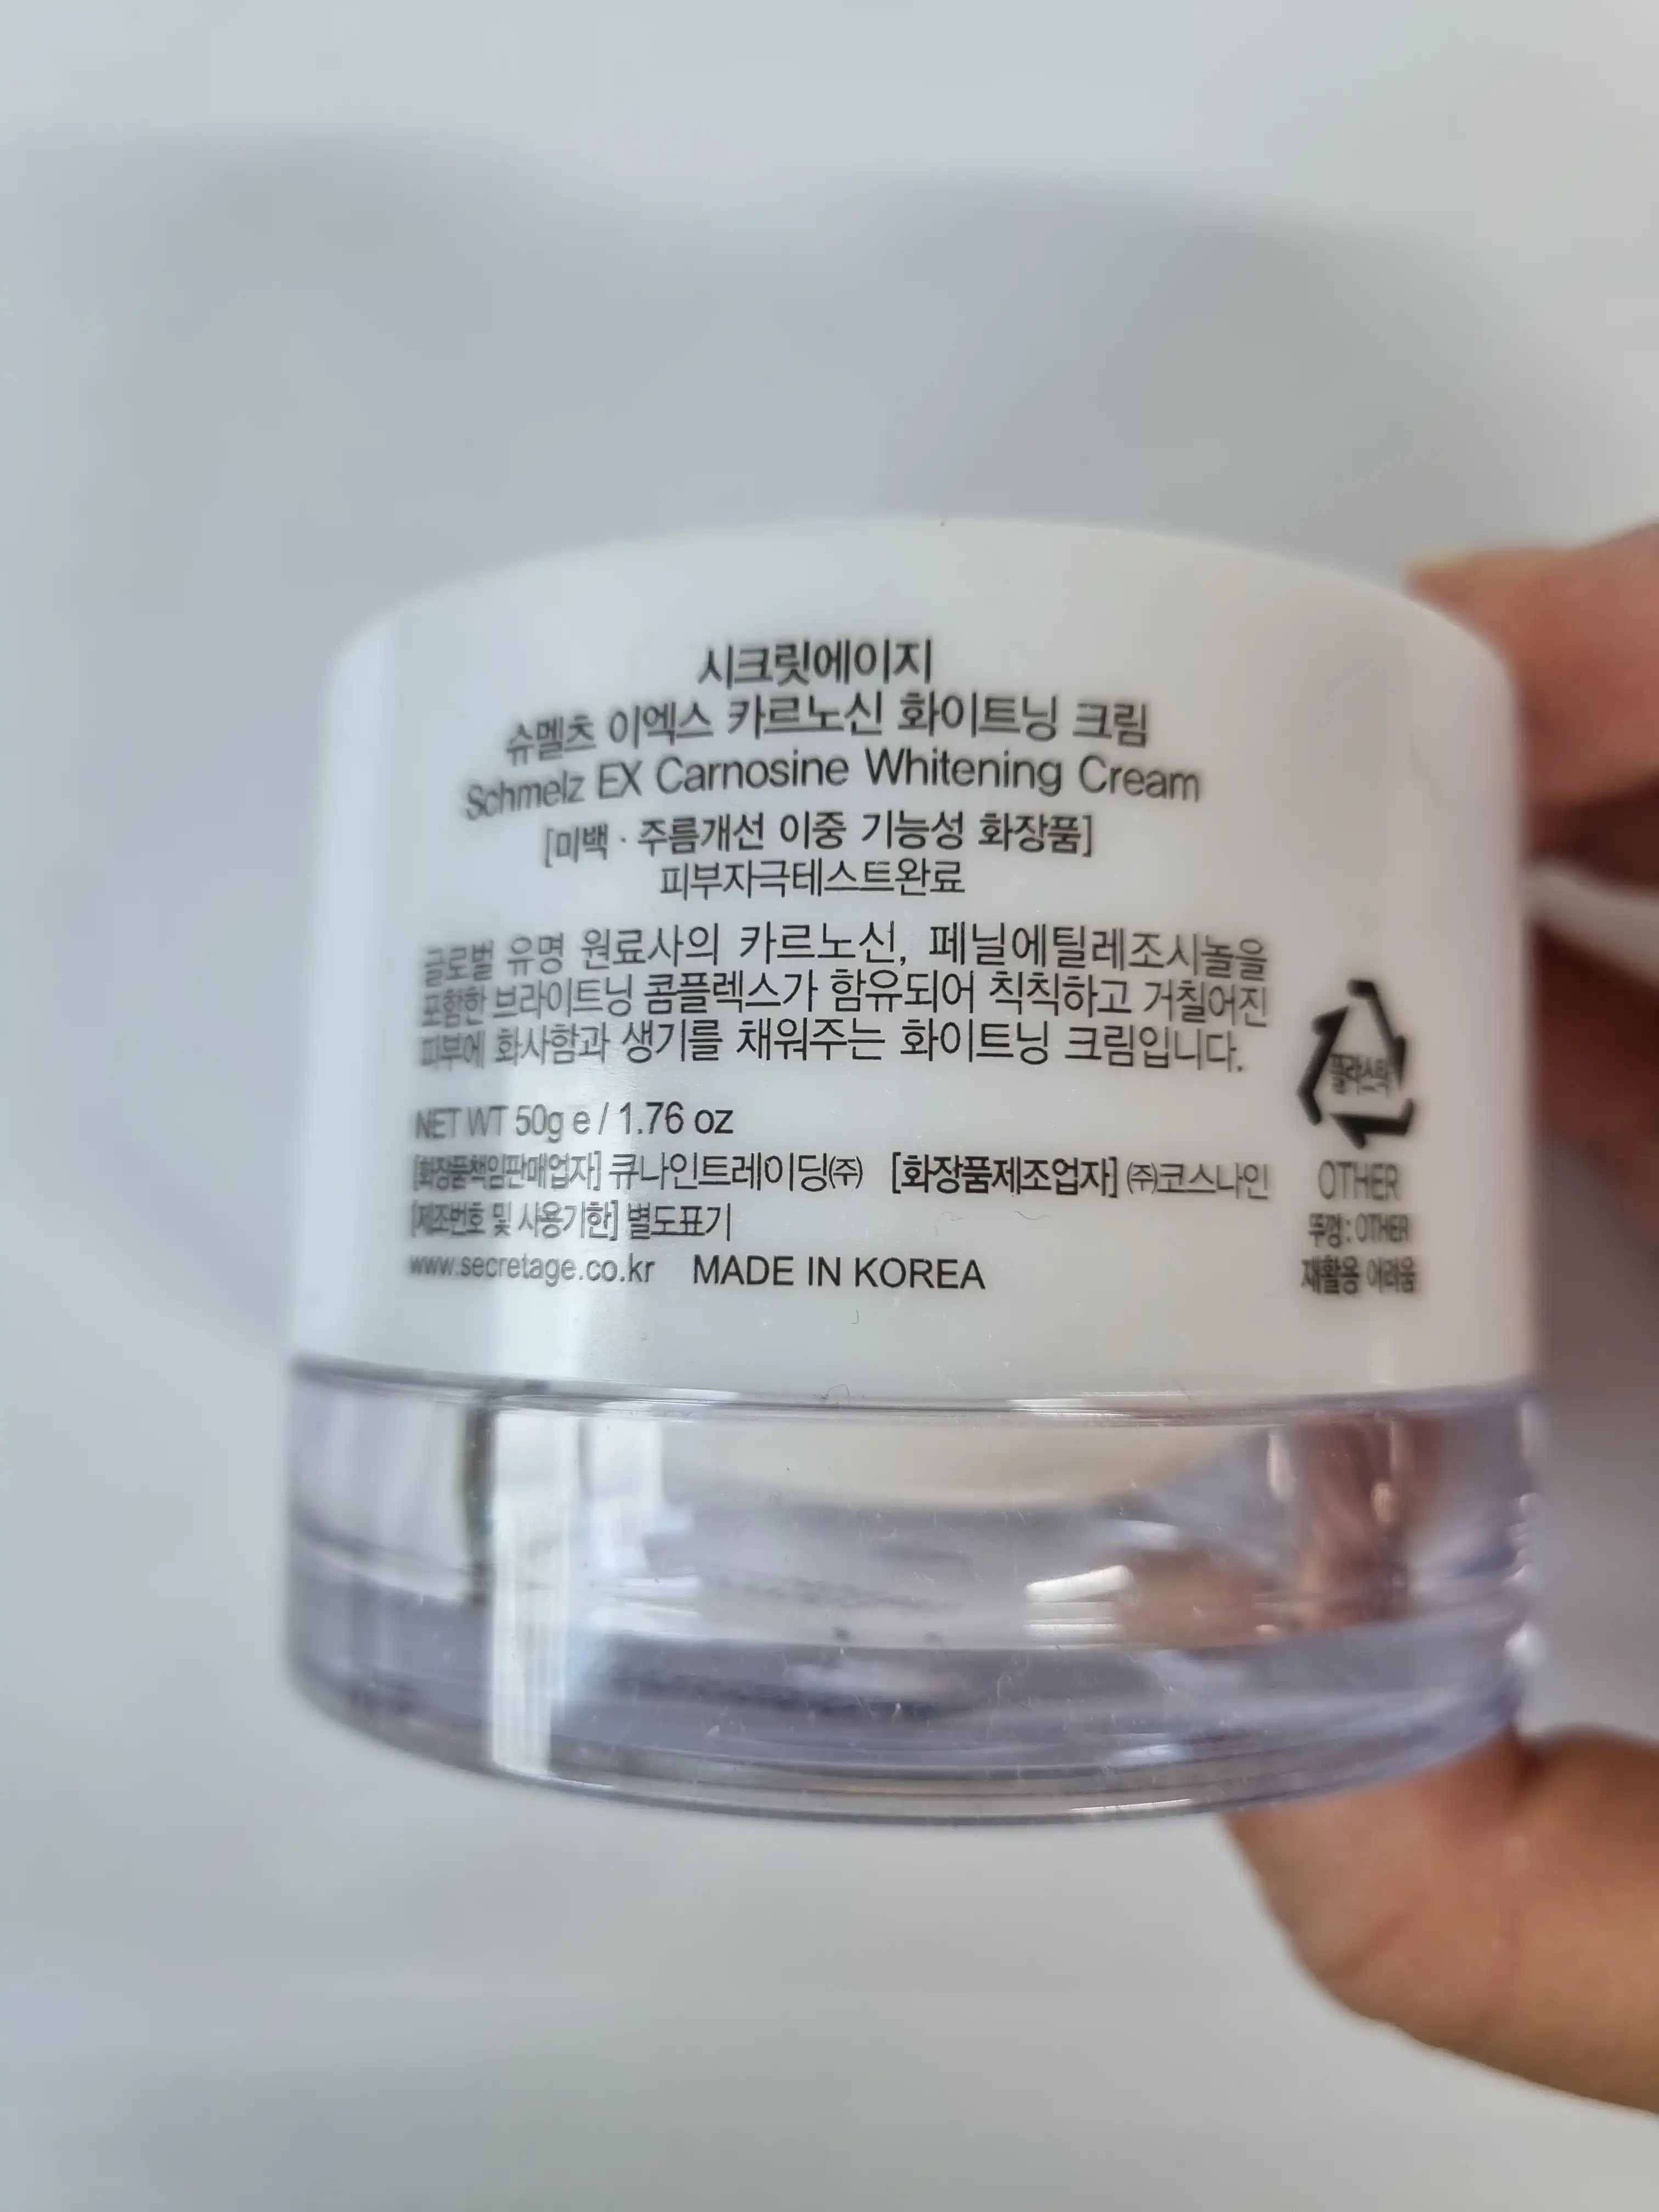 시크릿에이지
슈멜츠 이엑스 카르노신 화이트닝 크림
Schmelz EX Carnosine Whitening Cream
[미백 · 주름개선 이중 기능성 화장품]
피부자극테스트완료
글로벌 유명 원료사의 카르노신, 페닐에틸레조시놀을
포함한 브라이트닝 콤플렉스가 함유되어 칙칙하고 거칠어진
피부에 화사함과 생기를 채워주는 화이트닝 크림입니다.
NET WT 50g e / 1.76 oz
[화장품책임판매업자] 큐나인트레이딩㈜ [화장품제조업자] ㈜코스나인
[제조번호 및 사용기한] 별도표기
www.secretage.co.kr MADE IN KOREA
플라스틱
OTHER
뚜껑 : OTHER
재활용 어려움